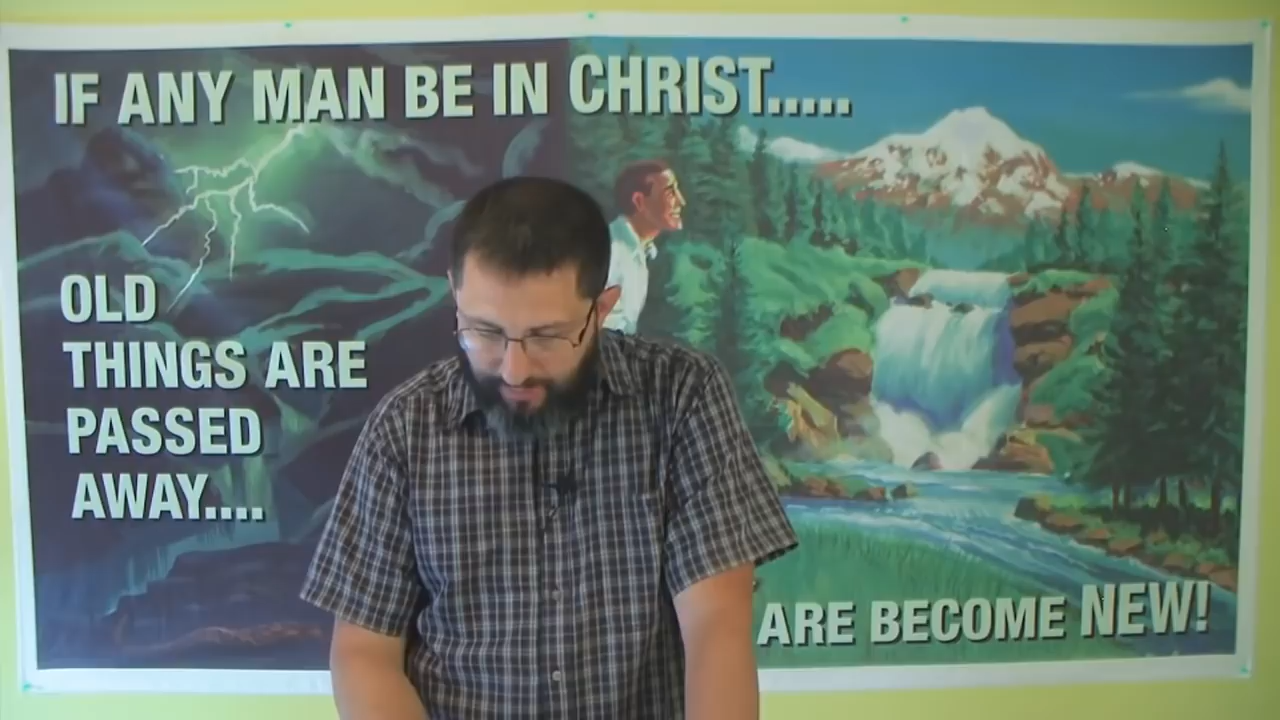 IF ANY MAN BE IN CHRIST.....
OLD
THINGS ARE
PASSED
AWAY....
ARE BECOME NEW!